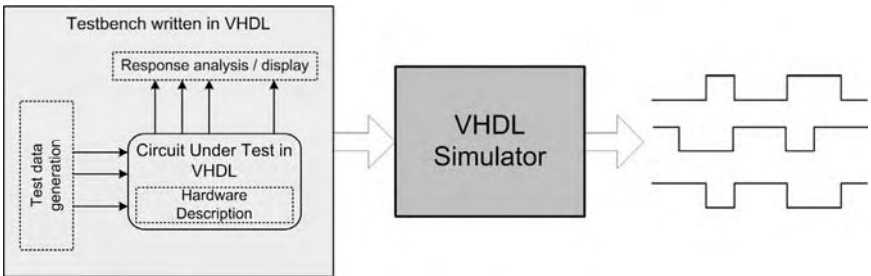 Testbench written in VHDL
Response analysis / display
Test data
generation
Circuit Under Test in
VHDL
Hardware
Description
VHDL
Simulator